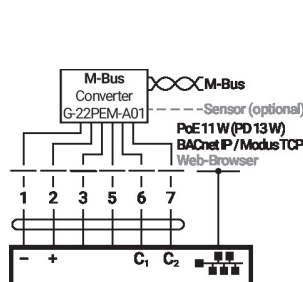 M-Bus
Converter
G-22PEM-A01
M-Bus
Sensor (optional)
PoE 11 W (PD 13 W)
BACnet IP / Modus TCP
Web-Browser
1 2 3 5 6 7
− + C₁ C₂